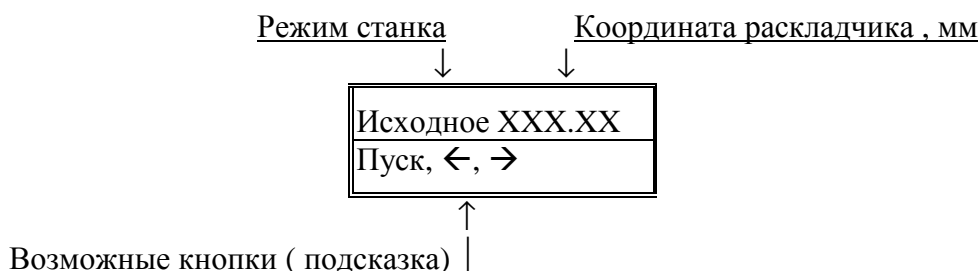 Режим станка Координата раскладчика , мм
↓ ↓
Исходное XXX.XX
Пуск, ←, →
↑
Возможные кнопки ( подсказка)